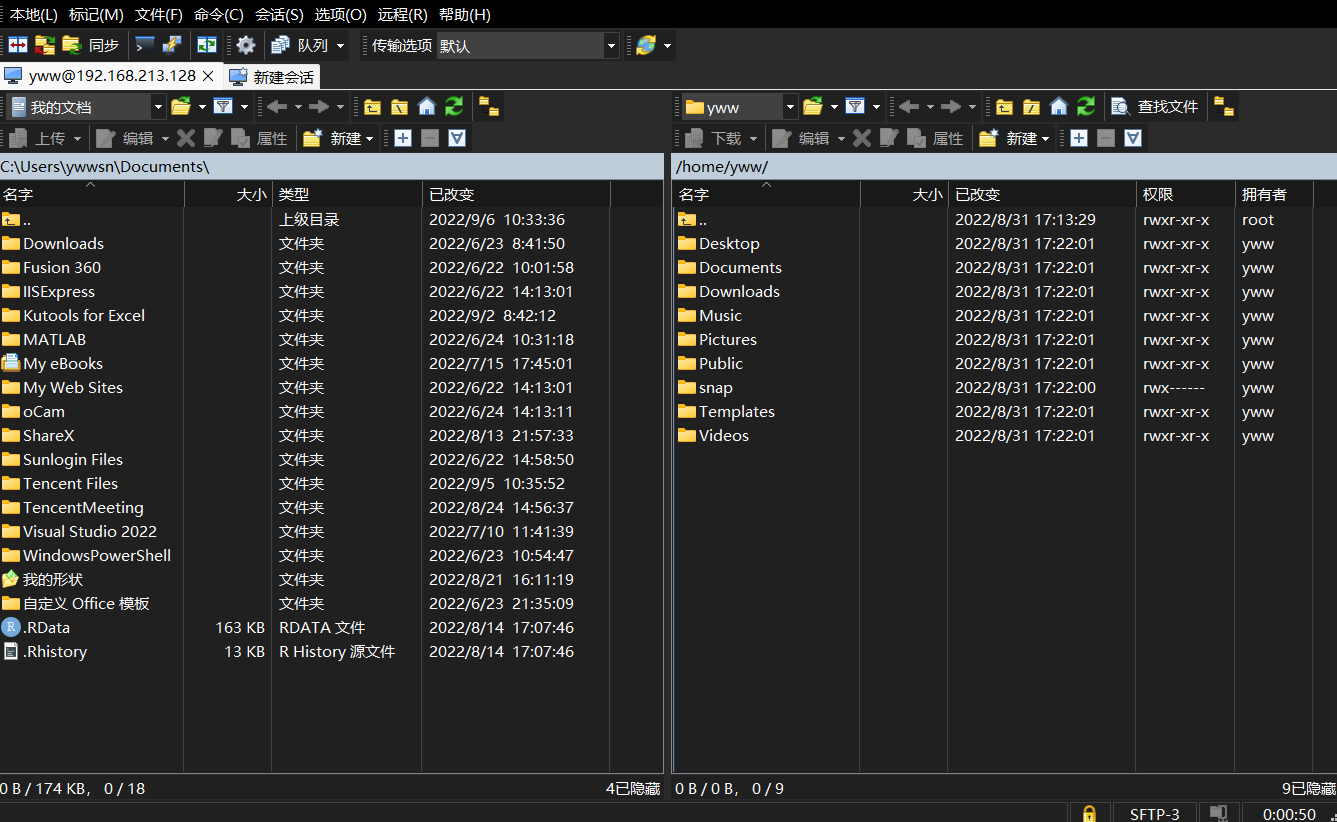 本地(L) 标记(M) 文件(F) 命令(C) 会话(S) 选项(O) 远程(R) 帮助(H)
同步 队列 传输选项 默认
yww@192.168.213.128 × 新建会话
我的文档
yww 查找文件
上传 编辑 属性 新建
下载 编辑 属性 新建
C:\Users\ywwsn\Documents\
/home/yww/
名字 大小 类型 已改变
.. 上级目录 2022/9/6 10:33:36
Downloads 文件夹 2022/6/23 8:41:50
Fusion 360 文件夹 2022/6/22 10:01:58
IISExpress 文件夹 2022/6/22 14:13:01
Kutools for Excel 文件夹 2022/9/2 8:42:12
MATLAB 文件夹 2022/6/24 10:31:18
My eBooks 文件夹 2022/7/15 17:45:01
My Web Sites 文件夹 2022/6/22 14:13:01
oCam 文件夹 2022/6/24 14:13:11
ShareX 文件夹 2022/8/13 21:57:33
Sunlogin Files 文件夹 2022/6/22 14:58:50
Tencent Files 文件夹 2022/9/5 10:35:52
TencentMeeting 文件夹 2022/8/24 14:56:37
Visual Studio 2022 文件夹 2022/7/10 11:41:39
WindowsPowerShell 文件夹 2022/6/23 10:54:47
我的形状 文件夹 2022/8/21 16:11:19
自定义 Office 模板 文件夹 2022/6/23 21:35:09
.RData 163 KB RDATA 文件 2022/8/14 17:07:46
.Rhistory 13 KB R History 源文件 2022/8/14 17:07:46
0 B / 174 KB, 0 / 18 4已隐藏
名字 大小 已改变 权限 拥有者
.. 2022/8/31 17:13:29 rwxr-xr-x root
Desktop 2022/8/31 17:22:01 rwxr-xr-x yww
Documents 2022/8/31 17:22:01 rwxr-xr-x yww
Downloads 2022/8/31 17:22:01 rwxr-xr-x yww
Music 2022/8/31 17:22:01 rwxr-xr-x yww
Pictures 2022/8/31 17:22:01 rwxr-xr-x yww
Public 2022/8/31 17:22:01 rwxr-xr-x yww
snap 2022/8/31 17:22:00 rwx------ yww
Templates 2022/8/31 17:22:01 rwxr-xr-x yww
Videos 2022/8/31 17:22:01 rwxr-xr-x yww
0 B / 0 B, 0 / 9 9已隐藏
SFTP-3 0:00:50